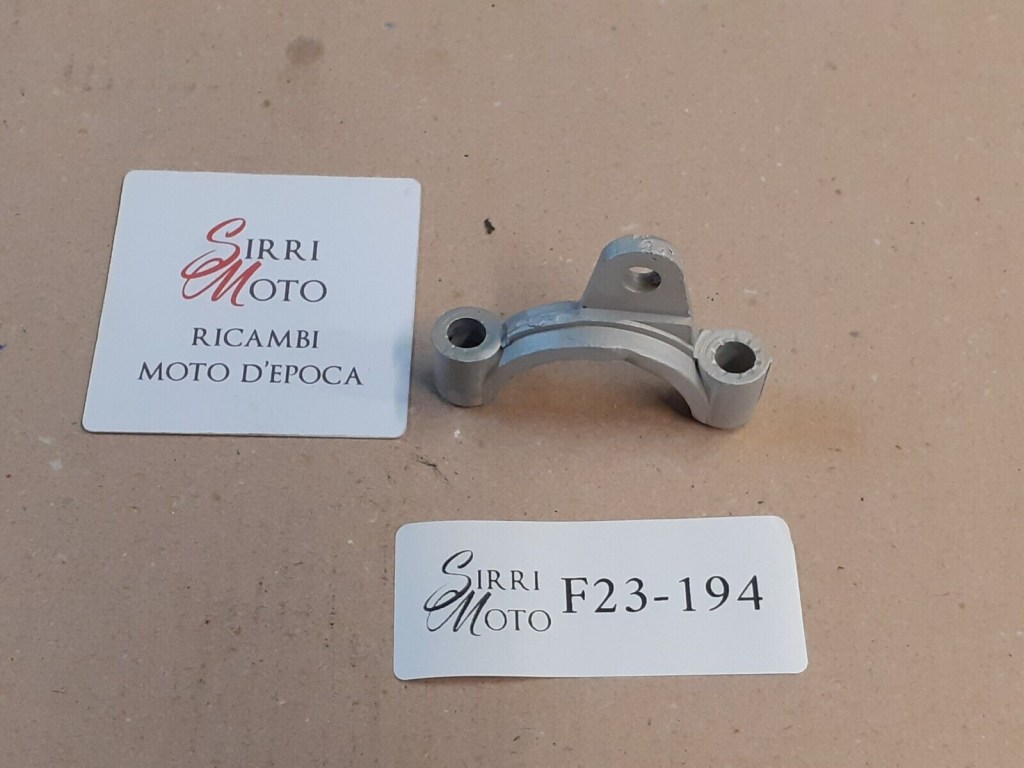 SIRRI
MOTO
RICAMBI
MOTO D'EPOCA
SIRRI
MOTO
F23-194